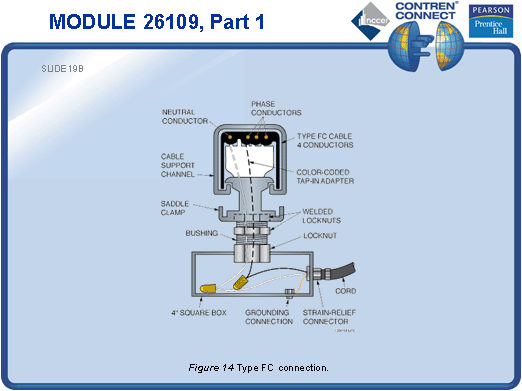 MODULE 26109, Part 1
nccer
CONTREN®
CONNECT
PEARSON
Prentice
Hall
SLIDE 19B
NEUTRAL
CONDUCTOR
PHASE
CONDUCTORS
TYPE FC CABLE
4 CONDUCTORS
CABLE
SUPPORT
CHANNEL
COLOR-CODED
TAP-IN ADAPTER
SADDLE
CLAMP
WELDED
LOCKNUTS
BUSHING
LOCKNUT
CORD
4" SQUARE BOX
GROUNDING
CONNECTION
STRAIN-RELIEF
CONNECTOR
Figure 14 Type FC connection.